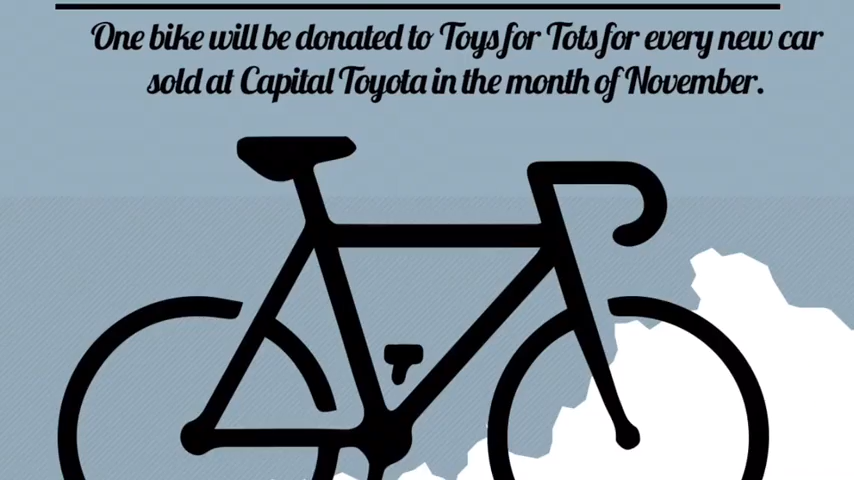 One bike will be donated to Toys for Tots for every new car
sold at Capital Toyota in the month of November.